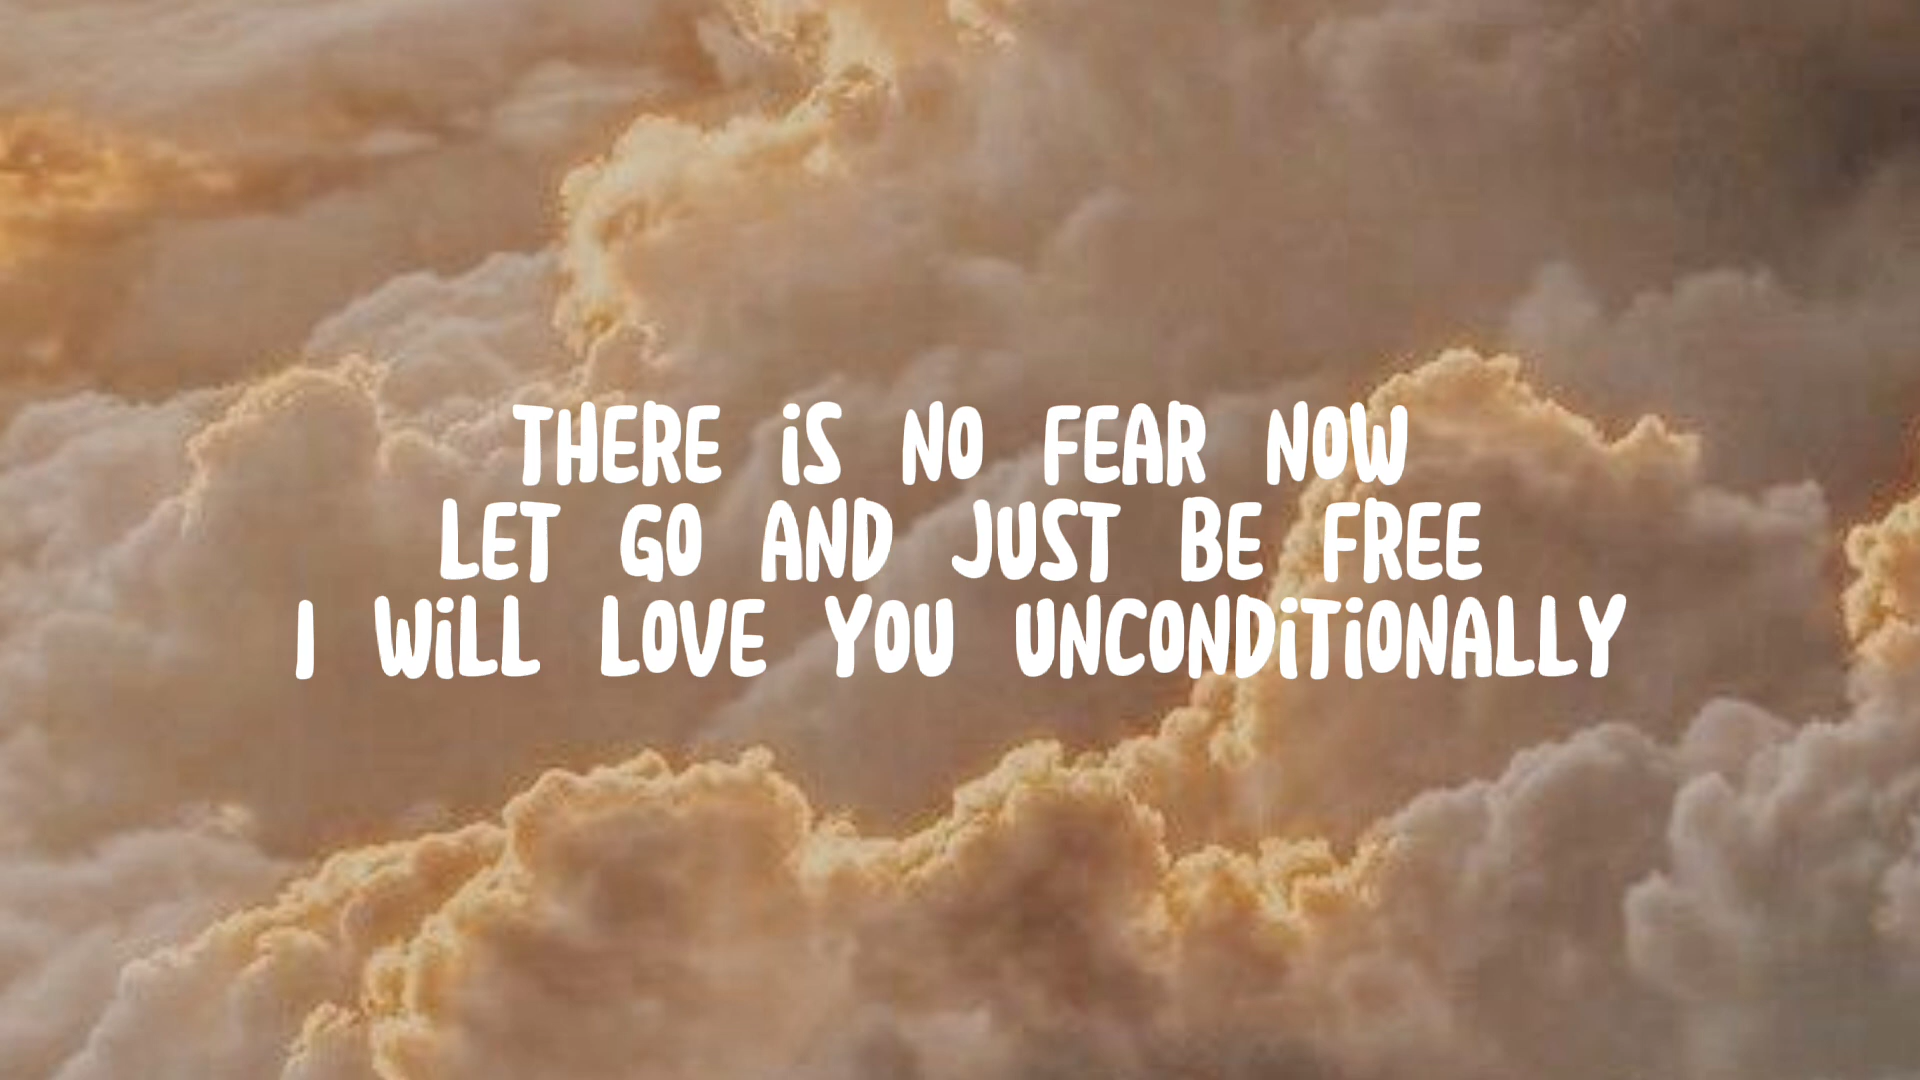 THERE iS NO FEAR NOW
LET GO AND JUST BE FREE
I WiLL LOVE YOU UNCONDiTiONALLY